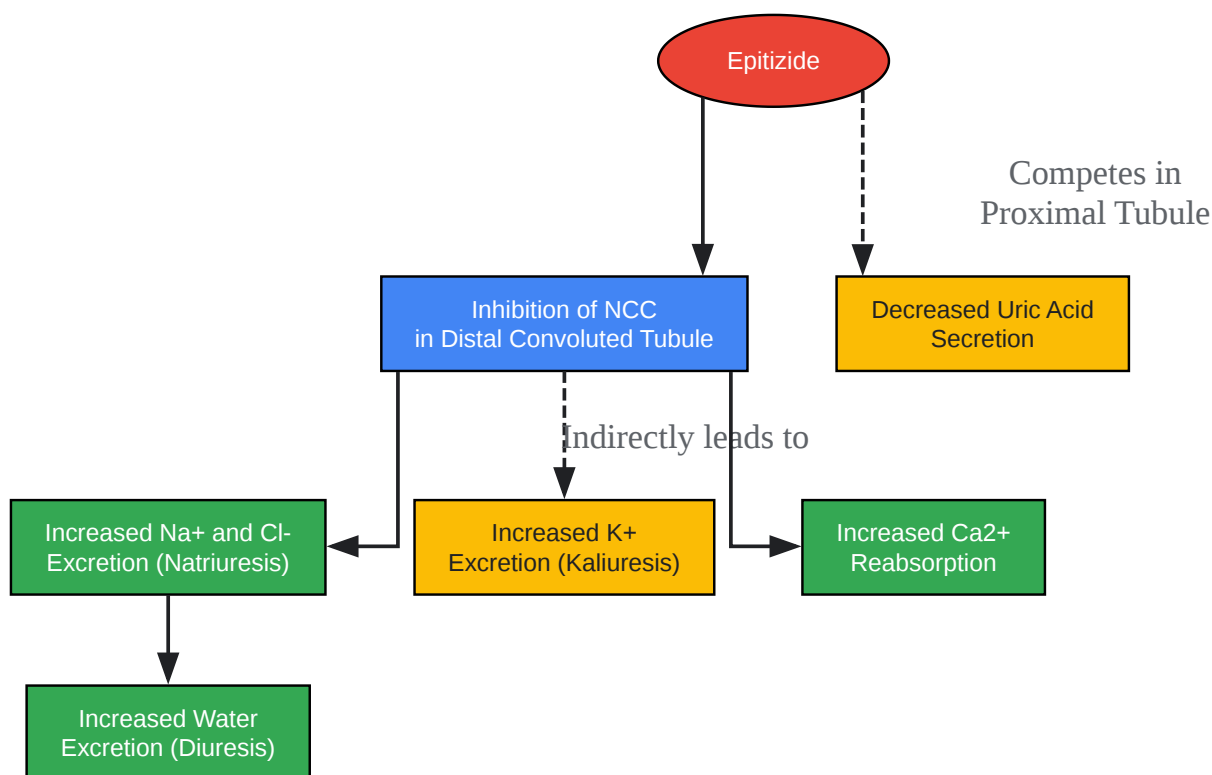 Epitizide
Competes in
Proximal Tubule
Inhibition of NCC
in Distal Convoluted Tubule
Decreased Uric Acid
Secretion
Indirectly leads to
Increased Na+ and Cl-
Excretion (Natriuresis)
Increased K+
Excretion (Kaliuresis)
Increased Ca2+
Reabsorption
Increased Water
Excretion (Diuresis)